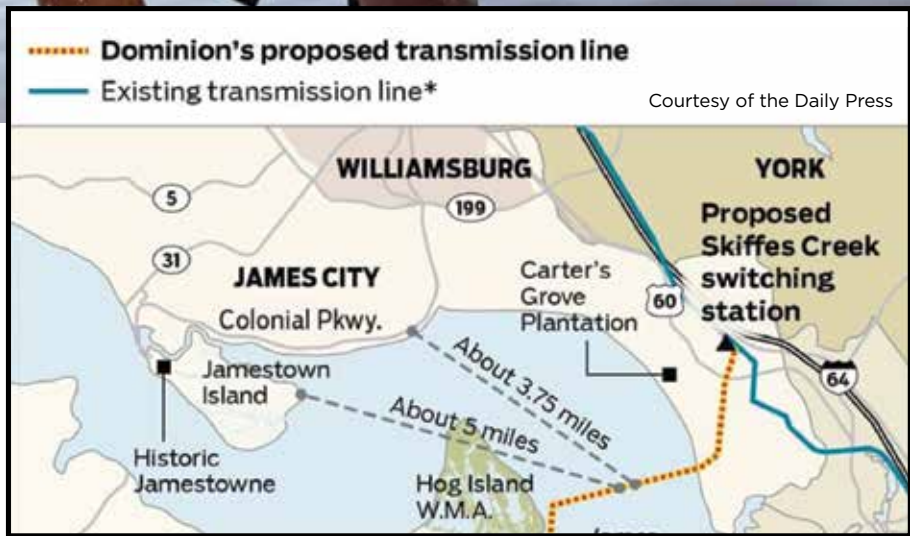 Dominion's proposed transmission line
Existing transmission line*
Courtesy of the Daily Press
WILLIAMSBURG
YORK
5
199
Proposed
Skiffes Creek
switching
station
31
JAMES CITY
Carter's
Grove
Plantation
60
Colonial Pkwy.
Jamestown
Island
About 3.75 miles
64
About 5 miles
Historic
Jamestowne
Hog Island
W.M.A.